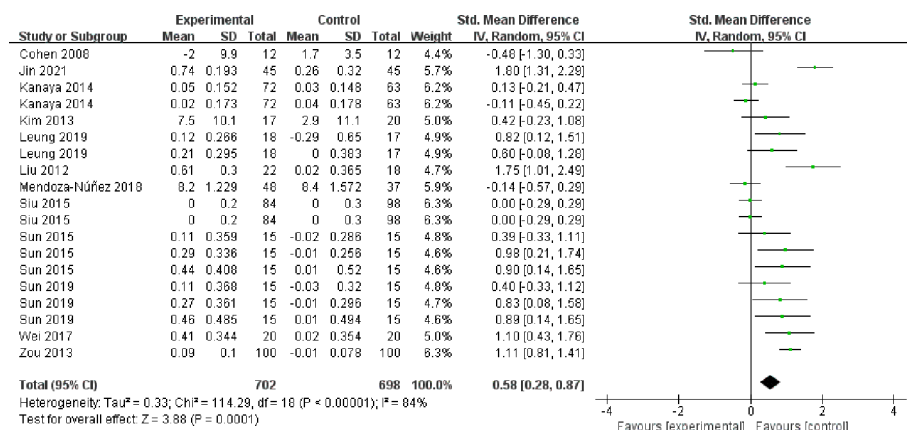 Experimental Control Std. Mean Difference Std. Mean Difference
Study or Subgroup Mean SD Total Mean SD Total Weight IV, Random, 95% CI IV, Random, 95% CI
Cohen 2008 -2 9.9 12 1.7 3.5 12 4.4% -0.48 [-1.30, 0.33]
Jin 2021 0.74 0.193 45 0.26 0.32 45 5.7% 1.80 [1.31, 2.29]
Kanaya 2014 0.05 0.152 72 0.03 0.148 63 6.2% 0.13 [-0.21, 0.47]
Kanaya 2014 0.02 0.173 72 0.04 0.178 63 6.2% -0.11 [-0.45, 0.22]
Kim 2013 7.5 10.1 17 2.9 11.1 20 5.0% 0.42 [-0.23, 1.08]
Leung 2019 0.12 0.266 18 -0.29 0.65 17 4.8% 0.82 [0.12, 1.51]
Leung 2019 0.21 0.295 18 0 0.383 17 4.9% 0.60 [-0.08, 1.28]
Liu 2012 0.61 0.3 22 0.02 0.365 18 4.7% 1.75 [1.01, 2.49]
Mendoza-Núñez 2018 8.2 1.229 48 8.4 1.572 37 5.9% -0.14 [-0.57, 0.29]
Siu 2015 0 0.2 84 0 0.3 98 6.3% 0.00 [-0.29, 0.29]
Siu 2015 0 0.2 84 0 0.3 98 6.3% 0.00 [-0.29, 0.29]
Sun 2015 0.11 0.359 15 -0.02 0.286 15 4.8% 0.39 [-0.33, 1.11]
Sun 2015 0.29 0.336 15 -0.01 0.256 15 4.6% 0.98 [0.21, 1.74]
Sun 2015 0.44 0.408 15 0.01 0.52 15 4.6% 0.90 [0.14, 1.65]
Sun 2019 0.11 0.368 15 -0.03 0.32 15 4.8% 0.40 [-0.33, 1.12]
Sun 2019 0.27 0.361 15 -0.01 0.296 15 4.6% 0.83 [0.08, 1.58]
Sun 2019 0.46 0.485 15 0.01 0.494 15 4.6% 0.89 [0.14, 1.65]
Wei 2017 0.41 0.344 20 0.02 0.354 20 5.0% 1.10 [0.43, 1.76]
Zou 2013 0.09 0.1 100 -0.01 0.078 100 6.3% 1.11 [0.81, 1.41]
Total (95% CI) 702 698 100.0% 0.58 [0.28, 0.87]
Heterogeneity: Tau² = 0.33; Chi² = 114.29, df = 18 (P < 0.00001); I² = 84%
Test for overall effect: Z = 3.88 (P = 0.0001)
-4 -2 0 2 4
Favours [experimental] Favours [control]